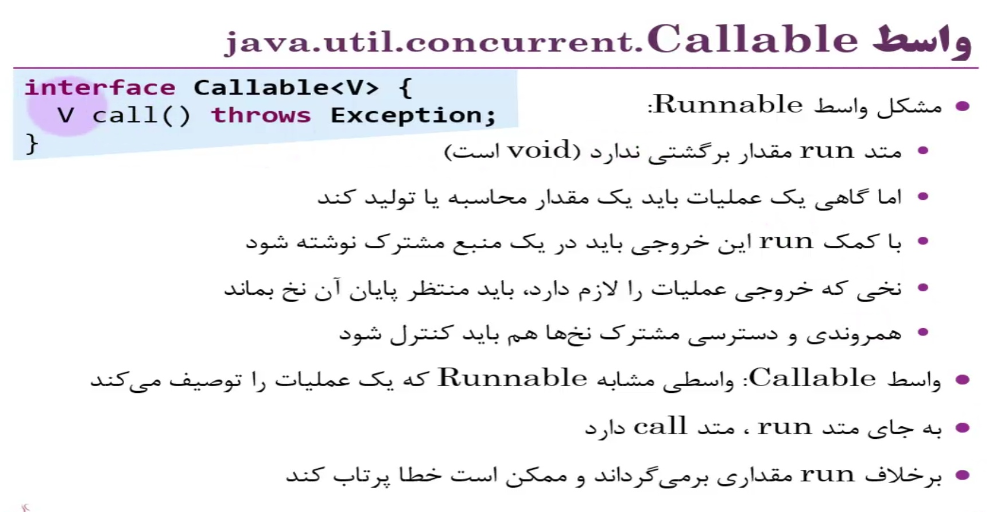 واسط java.util.concurrent.Callable
interface Callable<V> {
V call() throws Exception;
}
• مشکل واسط Runnable:
• متد run مقدار برگشتی ندارد (void است)
• اما گاهی یک عملیات باید یک مقدار محاسبه یا تولید کند
• با کمک run این خروجی باید در یک منبع مشترک نوشته شود
• نخی که خروجی عملیات را لازم دارد، باید منتظر پایان آن نخ بماند
• همروندی و دسترسی مشترک نخ‌ها هم باید کنترل شود
• واسط Callable: واسطی مشابه Runnable که یک عملیات را توصیف می‌کند
• به جای متد run ، متد call دارد
• برخلاف run مقداری برمی‌گرداند و ممکن است خطا پرتاب کند